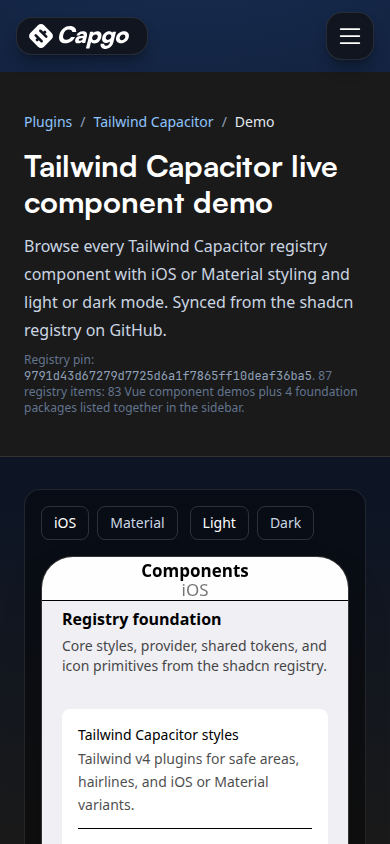 Capgo
Plugins / Tailwind Capacitor / Demo
Tailwind Capacitor live
component demo
Browse every Tailwind Capacitor registry
component with iOS or Material styling and
light or dark mode. Synced from the shadcn
registry on GitHub.
Registry pin:
9791d43d67279d7725d6a1f7865ff10deaf36ba5. 87
registry items: 83 Vue component demos plus 4 foundation
packages listed together in the sidebar.
iOS Material Light Dark
Components
iOS
Registry foundation
Core styles, provider, shared tokens, and
icon primitives from the shadcn registry.
Tailwind Capacitor styles
Tailwind v4 plugins for safe areas,
hairlines, and iOS or Material
variants.